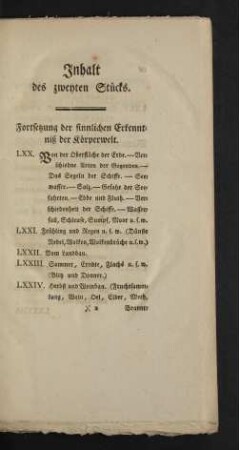 Inhalt
des zweyten Stücks.
Fortsetzung der sinnlichen Erkennt-
niß der Körperwelt.
LXX. Von der Oberfläche der Erde. — Ver-
schiedne Arten der Gegenden. —
Das Segeln der Schiffe. — See-
wasser. — Salz. — Gefahr der See-
fahrten. — Ebbe und Fluth. — Ver-
schiedenheit der Schiffe. — Wasser-
fall, Schleuse, Sumpf, Moor u. s. w.
LXXI. Frühling und Regen u. s. w. (Dünste
Nebel, Wolken, Wolkenbrüche u. s. w.)
LXXII. Vom Landbau.
LXXIII. Sommer, Ernte, Flachs u. s. w.
(Blitz und Donner.)
LXXIV. Herbst und Weinbau. (Fruchtsamm-
lung, Wein, Oel, Cider, Meth,
Brannte-